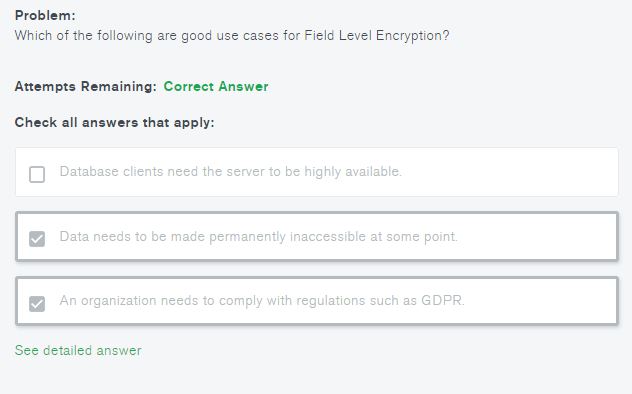 Problem:
Which of the following are good use cases for Field Level Encryption?
Attempts Remaining: Correct Answer
Check all answers that apply:
Database clients need the server to be highly available.
Data needs to be made permanently inaccessible at some point.
An organization needs to comply with regulations such as GDPR.
See detailed answer